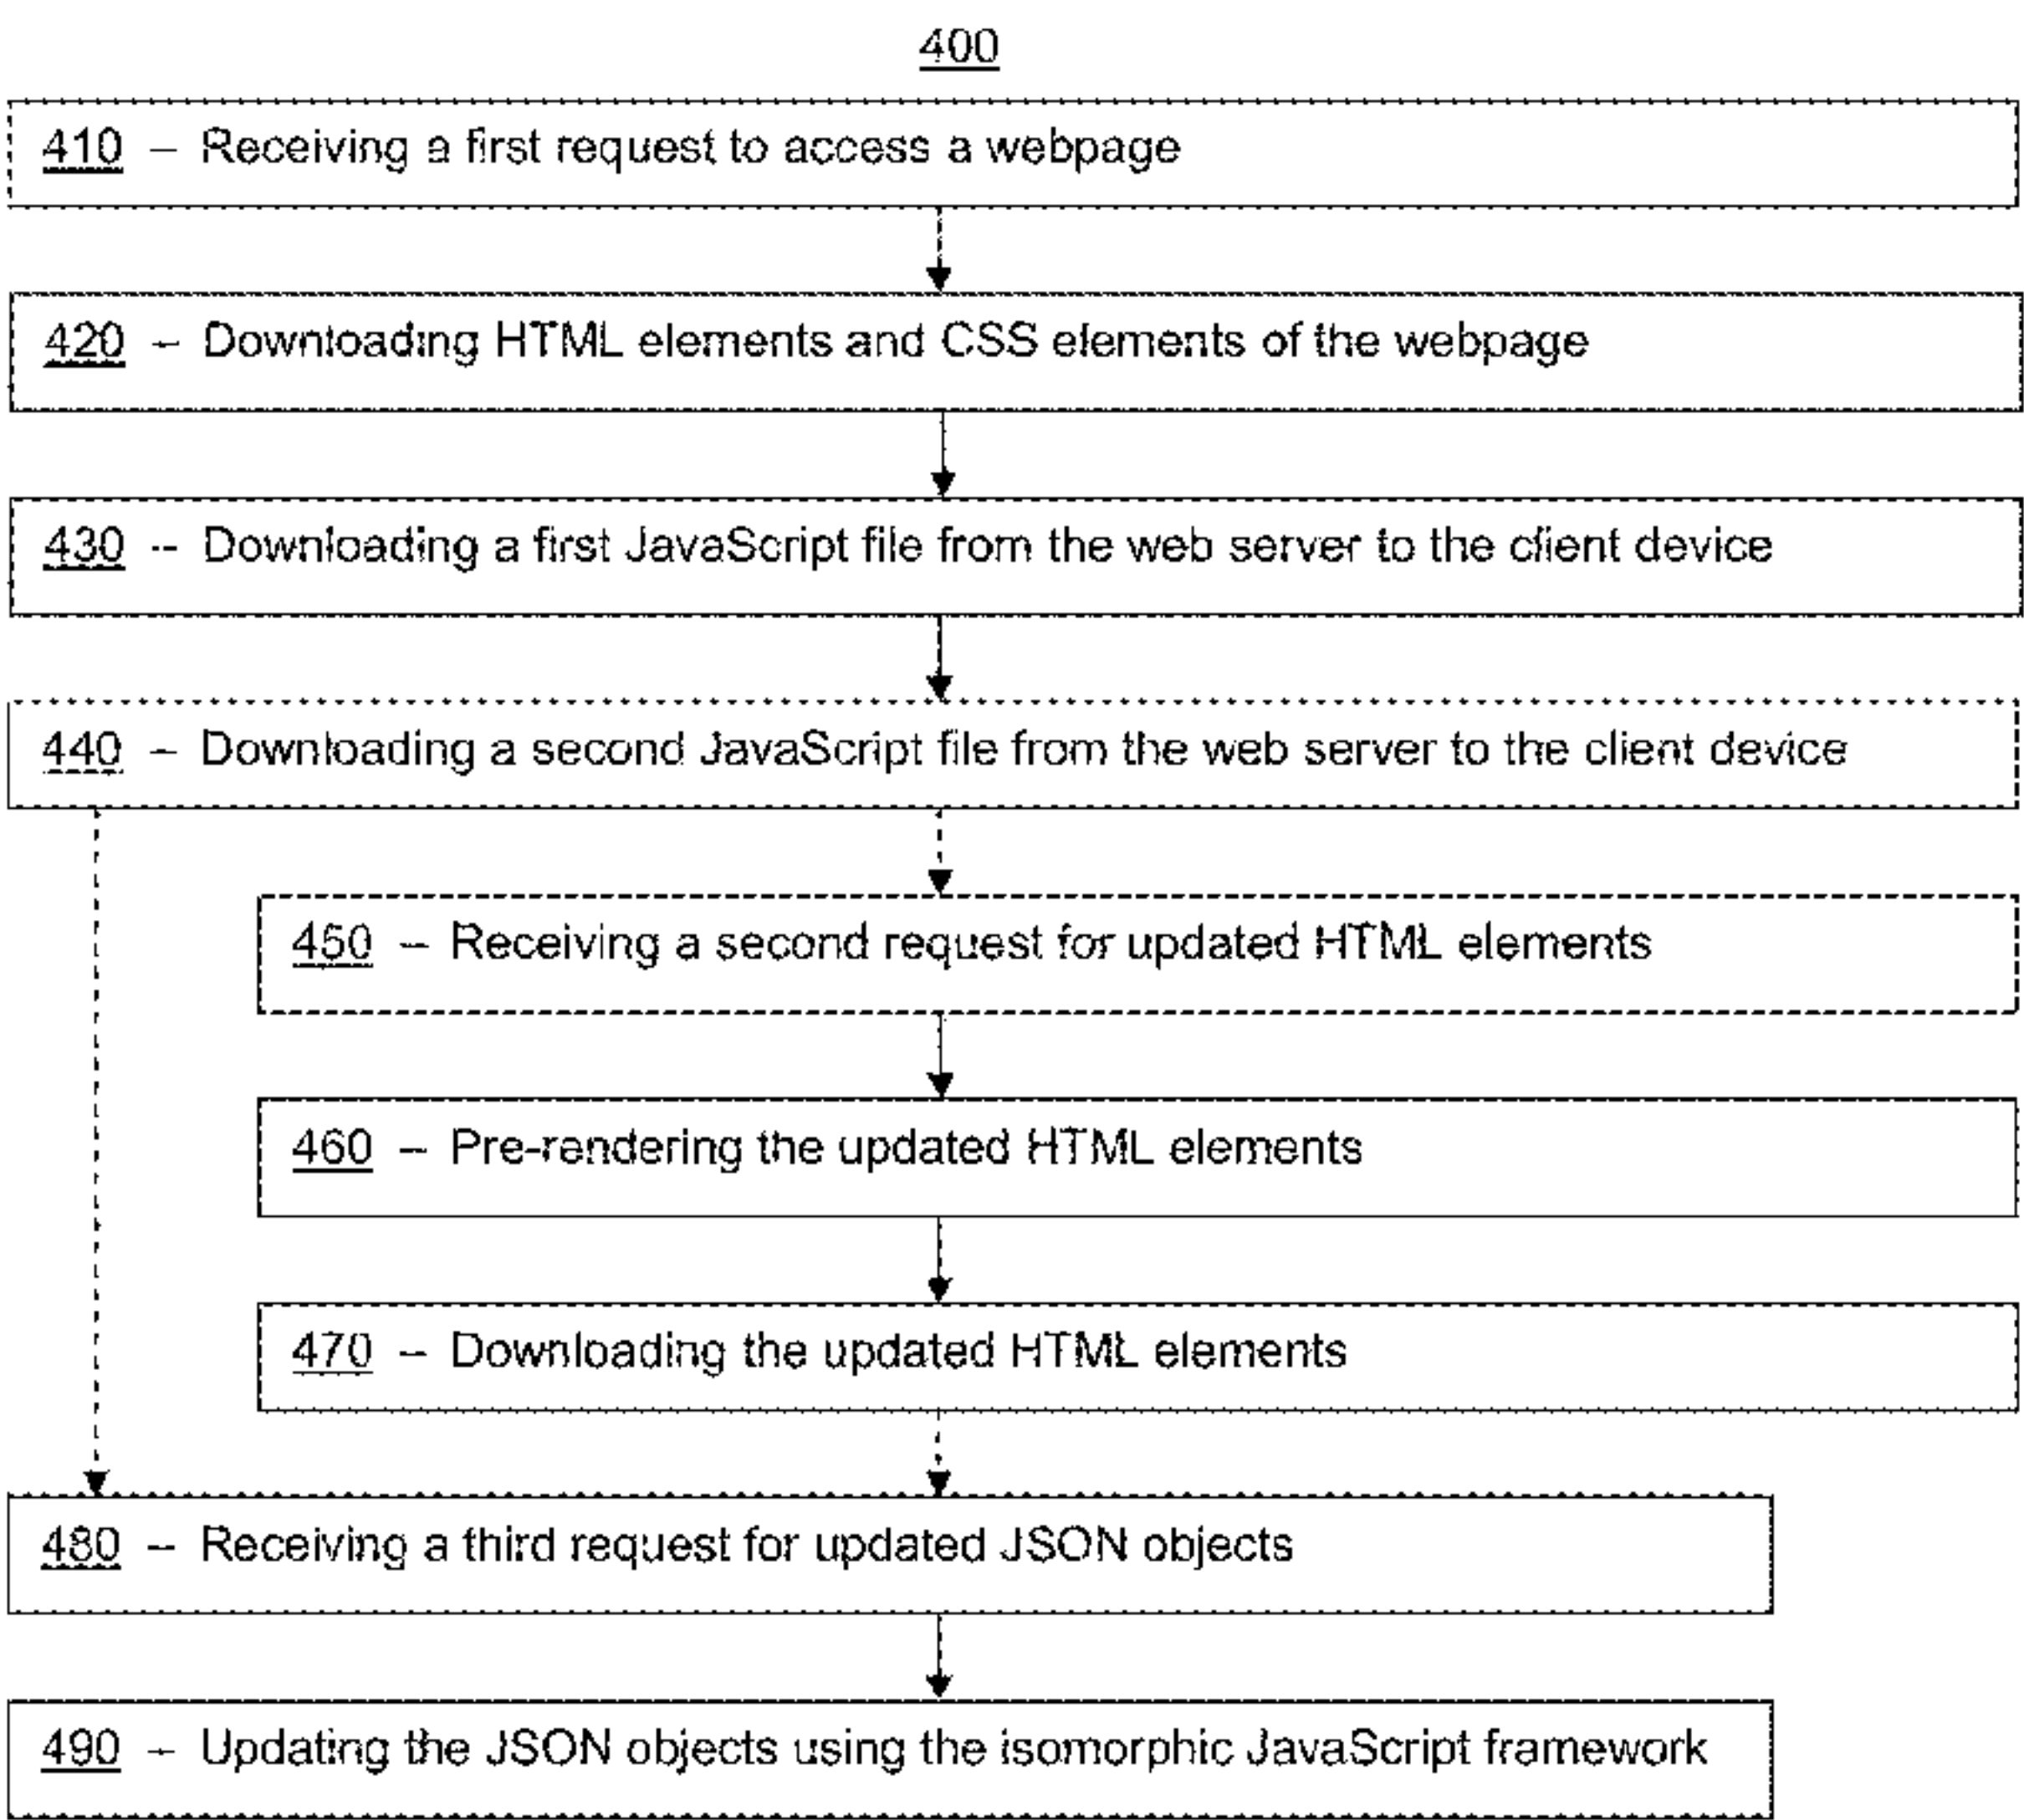 400
410 – Receiving a first request to access a webpage
420 – Downloading HTML elements and CSS elements of the webpage
430 – Downloading a first JavaScript file from the web server to the client device
440 – Downloading a second JavaScript file from the web server to the client device
450 – Receiving a second request for updated HTML elements
460 – Pre-rendering the updated HTML elements
470 – Downloading the updated HTML elements
480 – Receiving a third request for updated JSON objects
490 – Updating the JSON objects using the isomorphic JavaScript framework